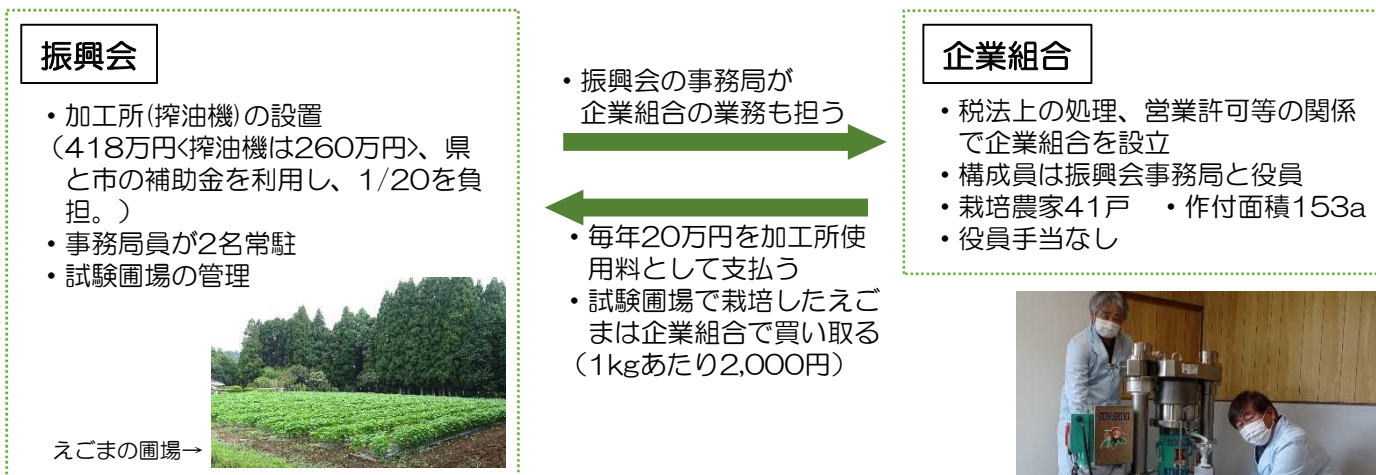 振興会
・加工所(搾油機)の設置
（418万円<搾油機は260万円>、県
と市の補助金を利用し、1/20を負
担。）
・事務局員が2名常駐
・試験圃場の管理
えごまの圃場→
・振興会の事務局が
企業組合の業務も担う
・毎年20万円を加工所使
用料として支払う
・試験圃場で栽培したえご
まは企業組合で買い取る
（1kgあたり2,000円）
企業組合
・税法上の処理、営業許可等の関係
で企業組合を設立
・構成員は振興会事務局と役員
・栽培農家41戸　・作付面積153a
・役員手当なし